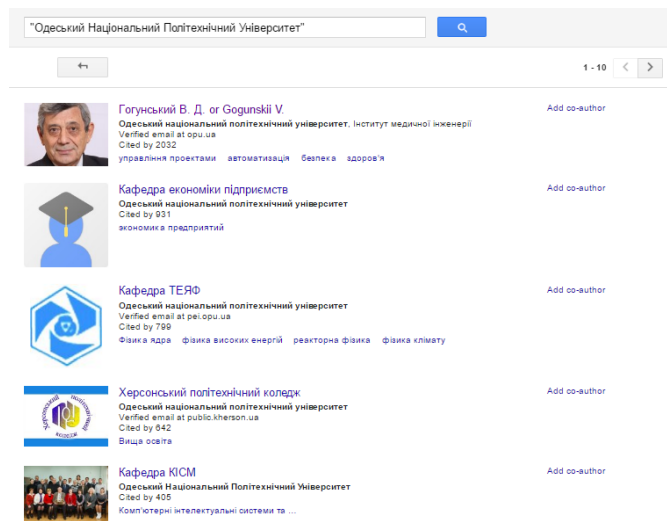 "Одеський Національний Політехнічний Університет"
1 - 10
Гогунський В. Д. or Gogunskii V.
Add co-author
Одеський національний політехнічний університет, Інститут медичної інженерії
Verified email at opu.ua
Cited by 2032
управління проектами автоматизація безпека здоров'я
Кафедра економіки підприємств
Add co-author
Одеський національний політехнічний університет
Cited by 931
экономика предприятий
Кафедра ТЕЯФ
Add co-author
Одеський національний політехнічний університет
Verified email at pei.opu.ua
Cited by 799
Фізика ядра фізика високих енергій реакторна фізика фізика клімату
Херсонський політехнічний коледж
Add co-author
Одеський національний політехнічний університет
Verified email at public.kherson.ua
Cited by 642
Вища освіта
Кафедра КІСМ
Add co-author
Одеський Національний Політехнічний Університет
Cited by 405
Комп'ютерні інтелектуальні системи та ...